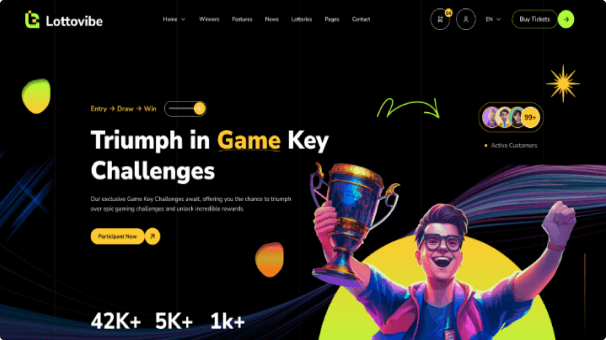 Lottovibe
Home Winners Features News Lotteries Pages Contact
EN
Buy Tickets
Entry → Draw → Win
99+
Triumph in Game Key
Challenges
Active Customers
Our exclusive Game Key Challenges await, offering you the chance to triumph
over epic gaming challenges and unlock incredible rewards.
Participant Now
42K+ 5K+ 1k+